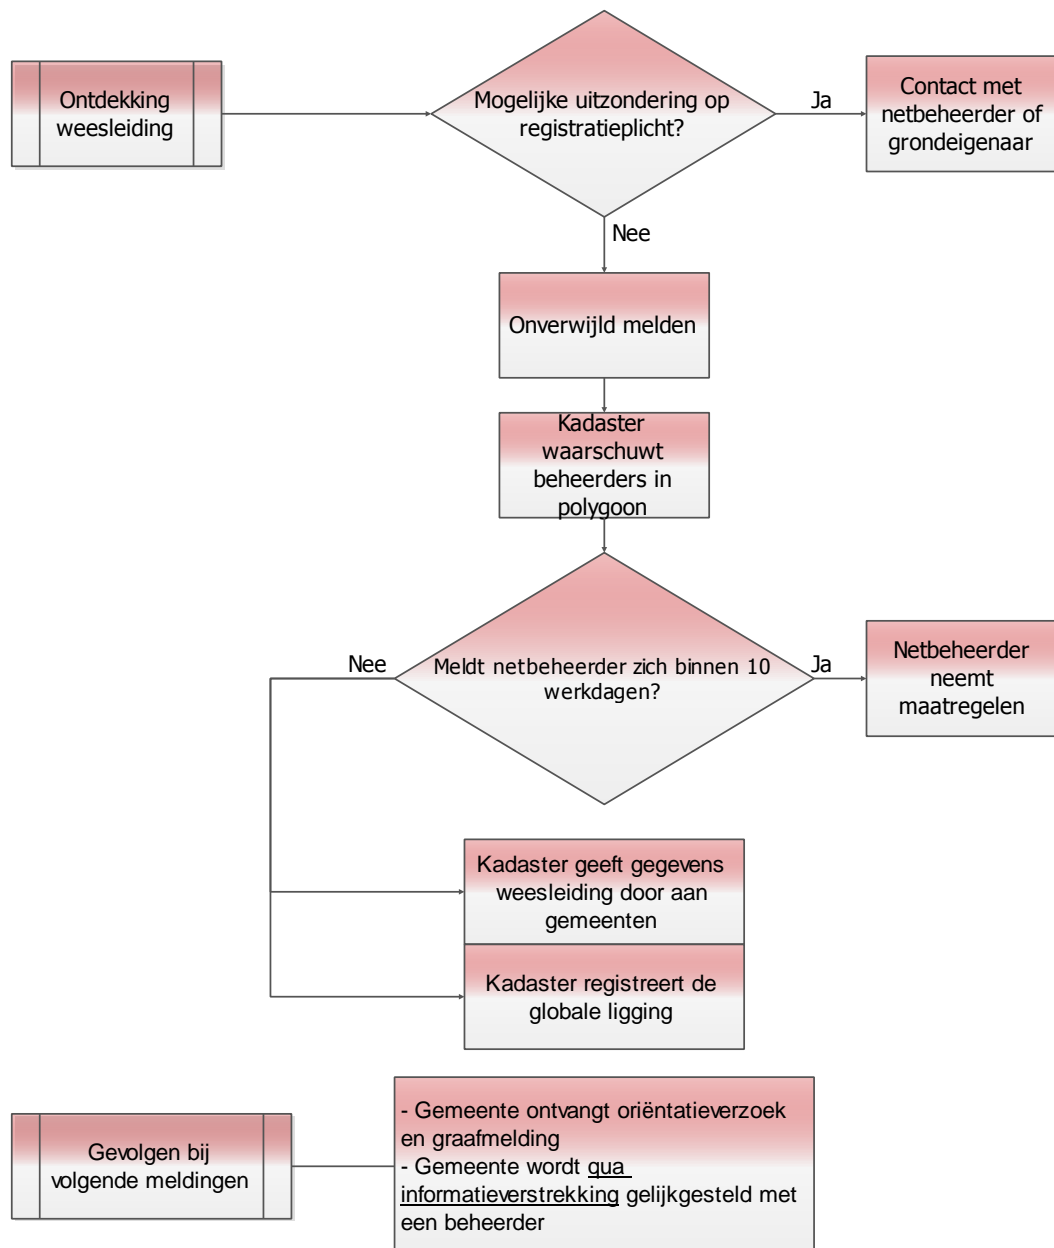 Ontdekking
weesleiding
Mogelijke uitzondering op
registratieplicht?
Ja
Contact met
netbeheerder of
grondeigenaar
Nee
Onverwijld melden
Kadaster
waarschuwt
beheerders in
polygoon
Nee
Meldt netbeheerder zich binnen 10
werkdagen?
Ja
Netbeheerder
neemt
maatregelen
Kadaster geeft gegevens
weesleiding door aan
gemeenten
Kadaster registreert de
globale ligging
Gevolgen bij
volgende meldingen
- Gemeente ontvangt oriëntatieverzoek
en graafmelding
- Gemeente wordt qua
informatieverstrekking gelijkgesteld met
een beheerder